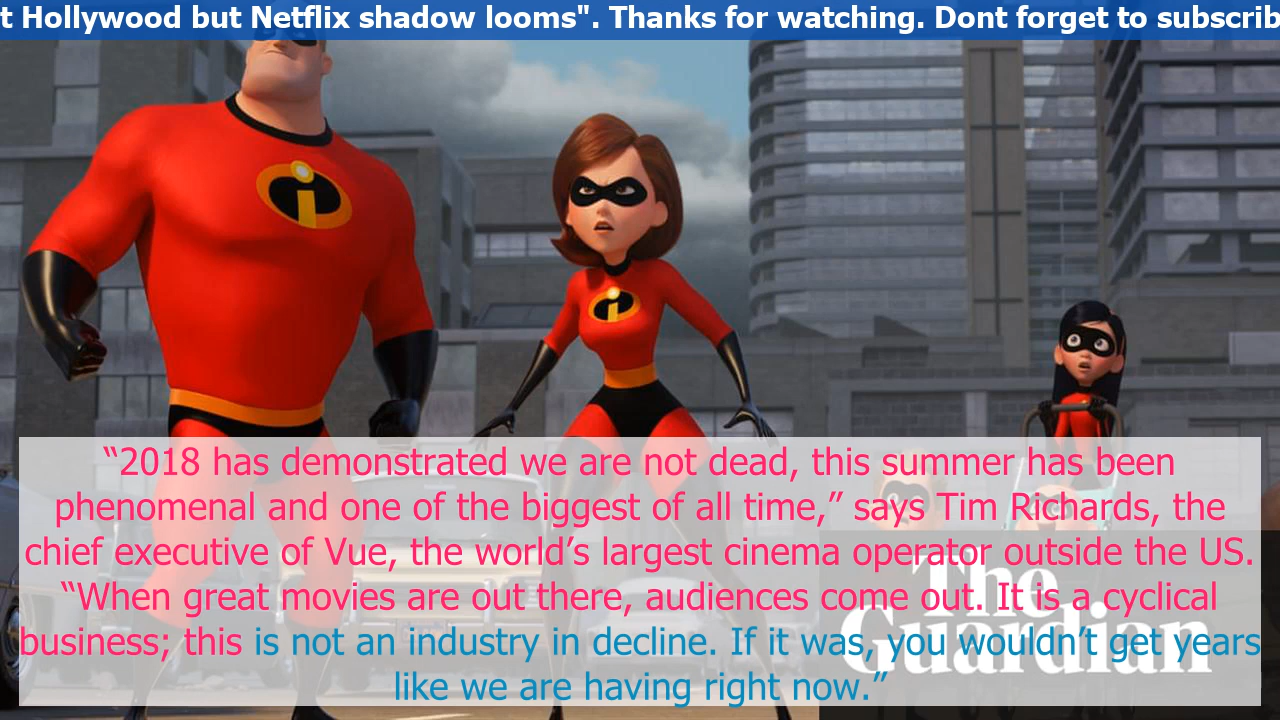 t Hollywood but Netflix shadow looms". Thanks for watching. Dont forget to subscrib
“2018 has demonstrated we are not dead, this summer has been
phenomenal and one of the biggest of all time,” says Tim Richards, the
chief executive of Vue, the world’s largest cinema operator outside the US.
“When great movies are out there, audiences come out. It is a cyclical
business; this is not an industry in decline. If it was, you wouldn’t get years
like we are having right now.”
The
Guardian